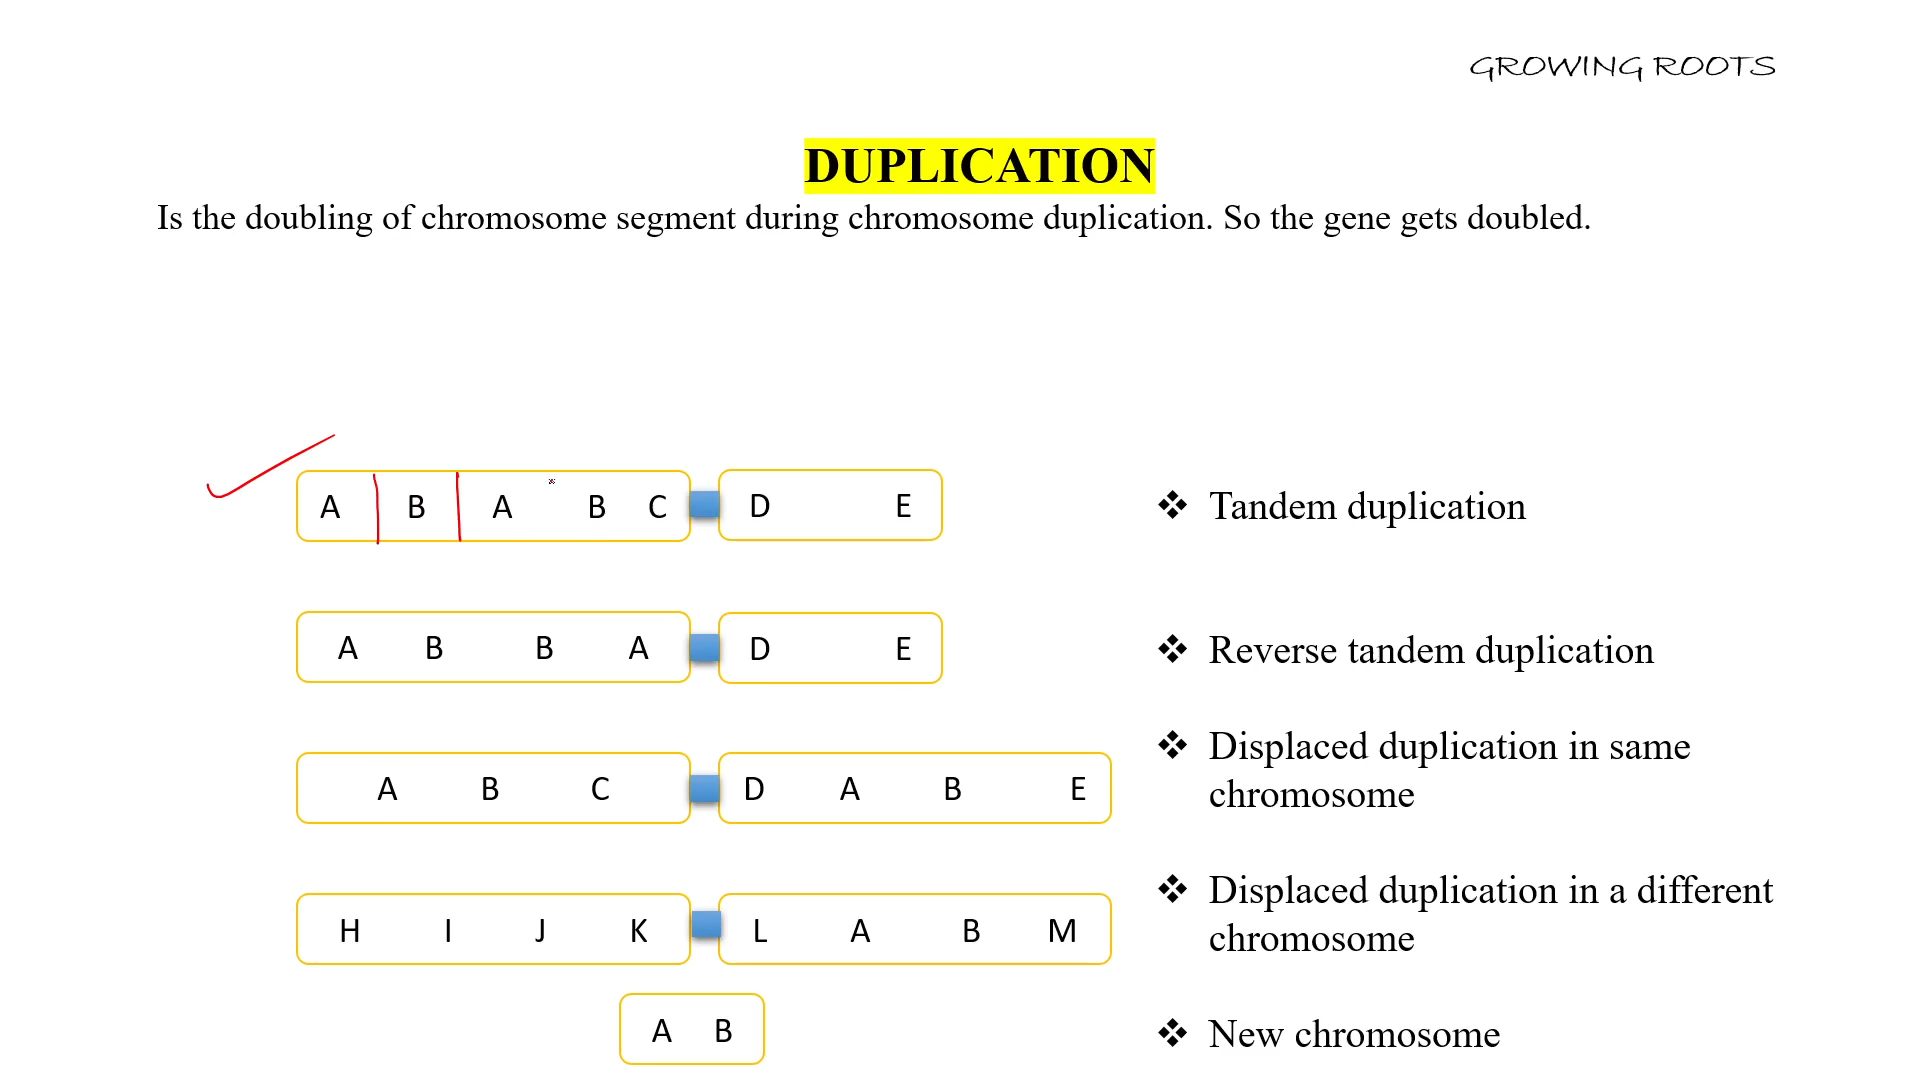 GROWING ROOTS
DUPLICATION
Is the doubling of chromosome segment during chromosome duplication. So the gene gets doubled.
A B A B C D E
❖ Tandem duplication
A B B A D E
❖ Reverse tandem duplication
A B C D A B E
❖ Displaced duplication in same
chromosome
H I J K L A B M
❖ Displaced duplication in a different
chromosome
A B
❖ New chromosome